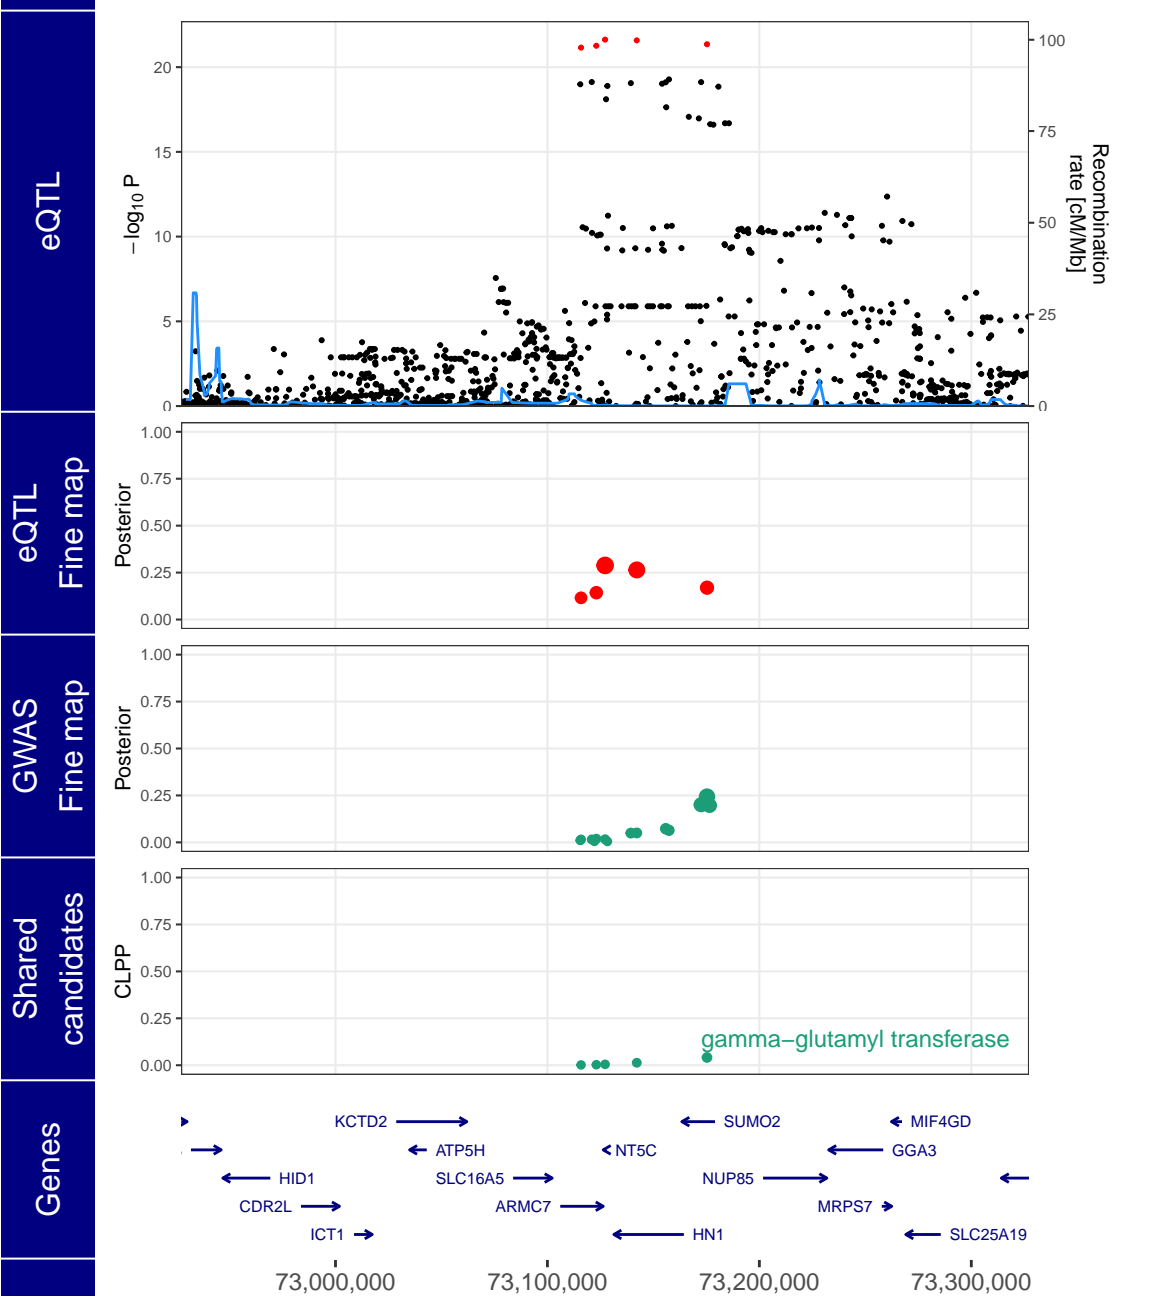 eQTL
−log10 P
20
15
10
5
0
100
75
50
25
0
Recombination
rate [cM/Mb]
eQTL
Fine map
Posterior
1.00
0.75
0.50
0.25
0.00
GWAS
Fine map
Posterior
1.00
0.75
0.50
0.25
0.00
Shared
candidates
CLPP
1.00
0.75
0.50
0.25
0.00
gamma−glutamyl transferase
Genes
KCTD2
SUMO2
MIF4GD
ATP5H
NT5C
GGA3
HID1
SLC16A5
NUP85
CDR2L
ARMC7
MRPS7
ICT1
HN1
SLC25A19
73,000,000
73,100,000
73,200,000
73,300,000